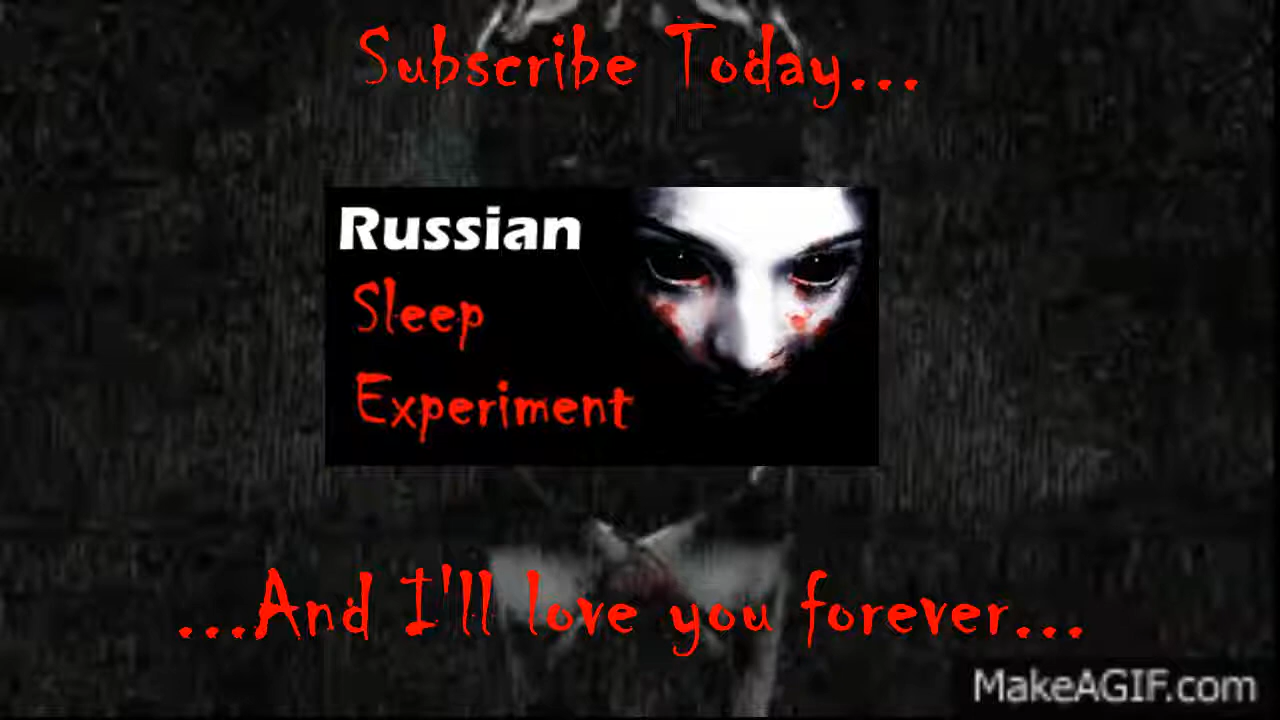 Subscribe Today...
Russian
Sleep
Experiment
...And I'll love you forever...
MakeAGIF.com